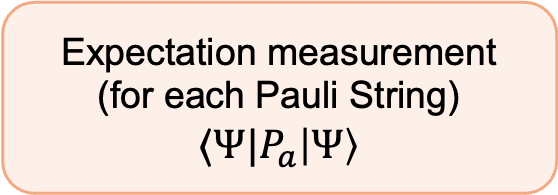 Expectation measurement
(for each Pauli String)
⟨Ψ|Pₐ|Ψ⟩